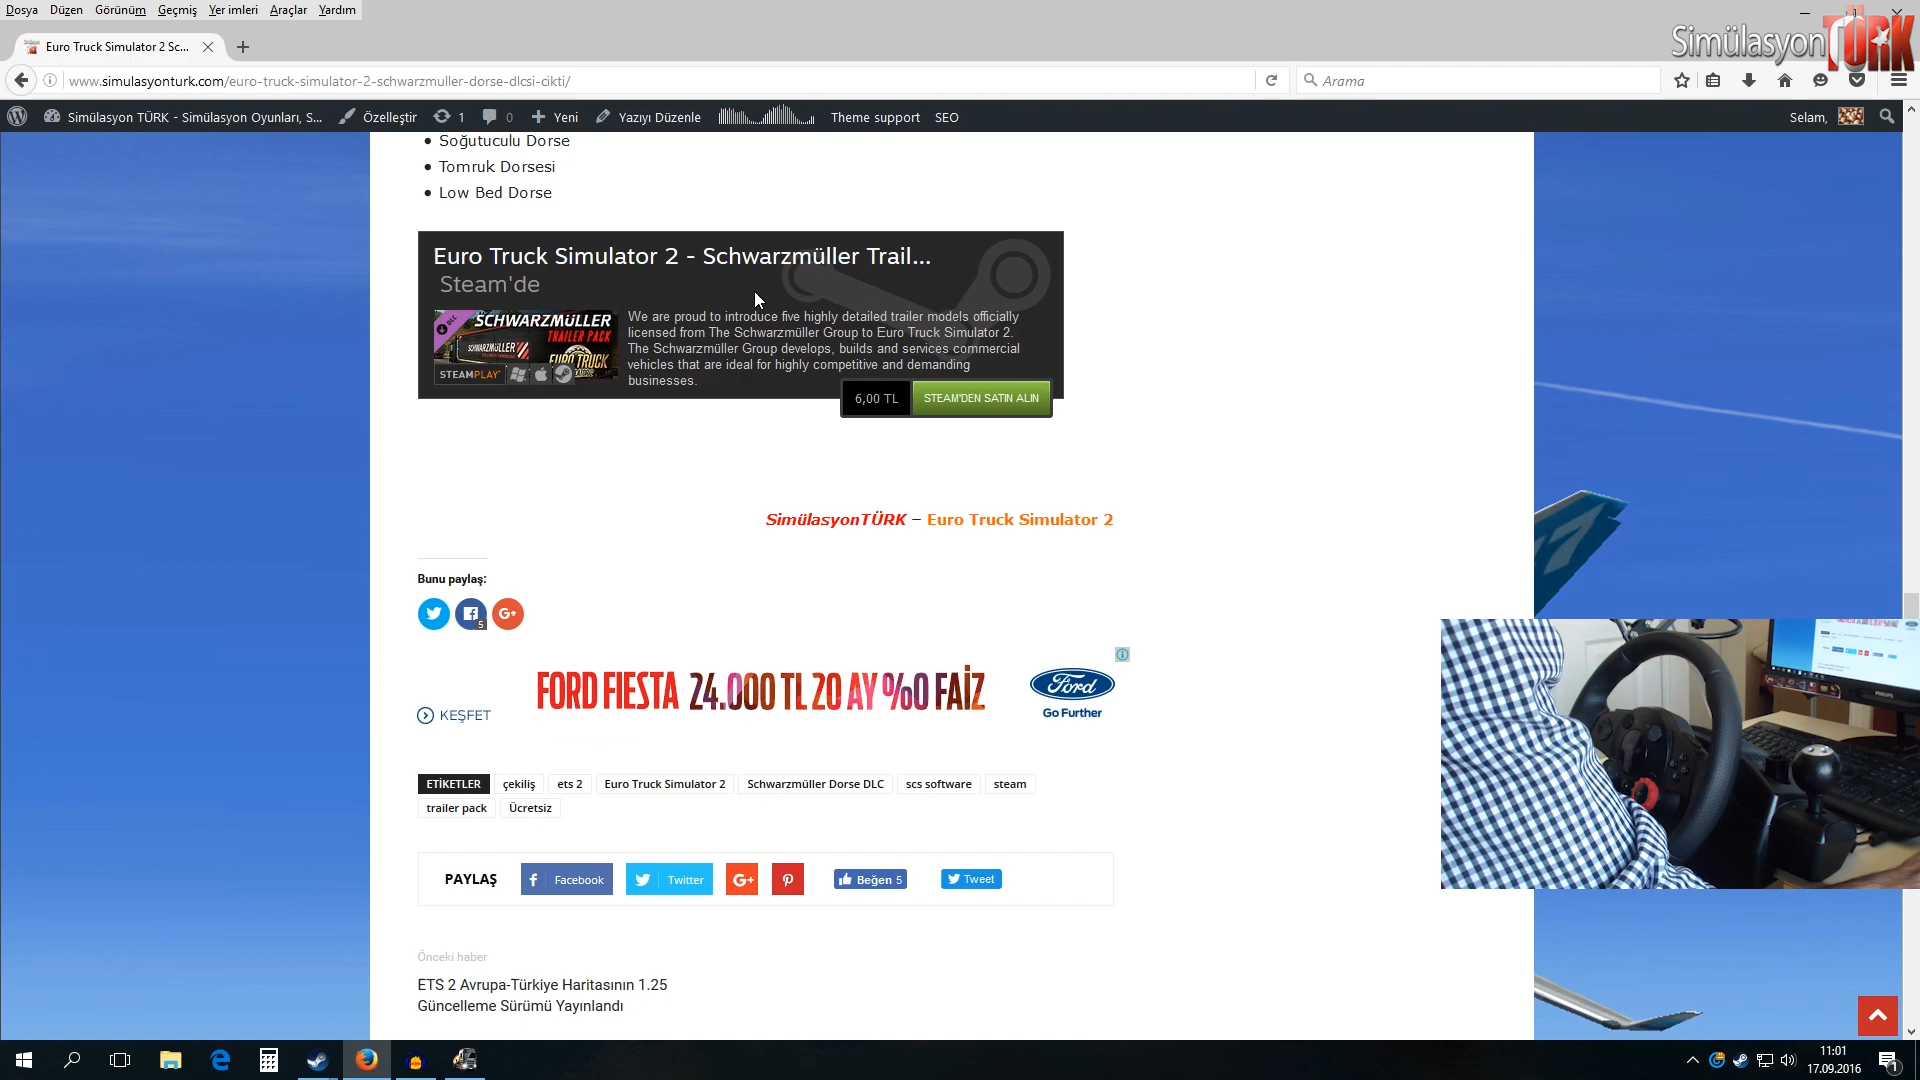 Dosya Düzen Görünüm Geçmiş Yer imleri Araçlar Yardım
SimülasyonTÜRK
Euro Truck Simulator 2 Sc...
www.simulasyonturk.com/euro-truck-simulator-2-schwarzmuller-dorse-dlcsi-cikti/
Arama
Simülasyon TÜRK - Simülasyon Oyunları, S... Özelleştir 1 0 Yeni Yazıyı Düzenle Theme support SEO Selam,
Soğutuculu Dorse
Tomruk Dorsesi
Low Bed Dorse
Euro Truck Simulator 2 - Schwarzmüller Trail...
Steam'de
DLC
SCHWARZMÜLLER
TRAILER PACK
SCHWARZMÜLLER
EURO TRUCK
STEAMPLAY
We are proud to introduce five highly detailed trailer models officially
licensed from The Schwarzmüller Group to Euro Truck Simulator 2.
The Schwarzmüller Group develops, builds and services commercial
vehicles that are ideal for highly competitive and demanding
businesses.
6,00 TL STEAM'DEN SATIN ALIN
SimülasyonTÜRK – Euro Truck Simulator 2
Bunu paylaş:
5
FORD FIESTA 24.000 TL 20 AY %0 FAİZ
Ford
Go Further
KEŞFET
PHILIPS
ETİKETLER çekiliş ets 2 Euro Truck Simulator 2 Schwarzmüller Dorse DLC scs software steam
trailer pack Ücretsiz
PAYLAŞ Facebook Twitter G+ Beğen 5 Tweet
Önceki haber
ETS 2 Avrupa-Türkiye Haritasının 1.25
Güncelleme Sürümü Yayınlandı
11:01
17.09.2016
1